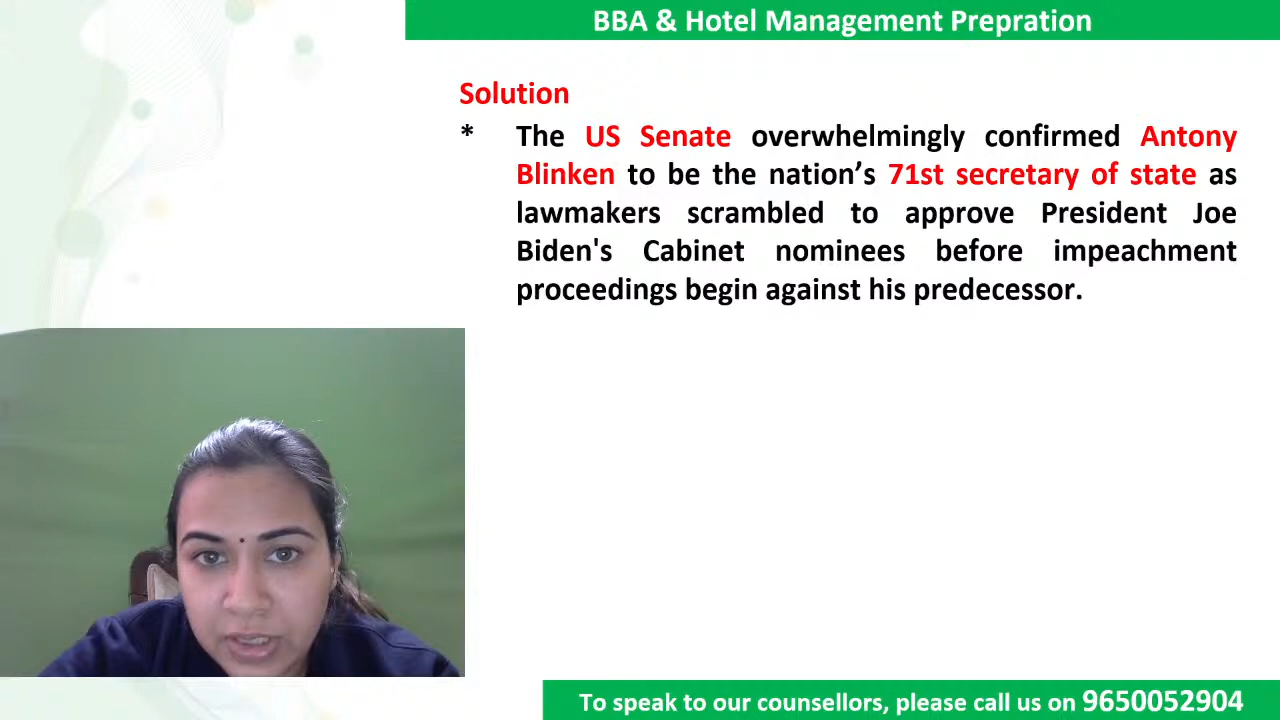 BBA & Hotel Management Prepration
Solution
* The US Senate overwhelmingly confirmed Antony
Blinken to be the nation’s 71st secretary of state as
lawmakers scrambled to approve President Joe
Biden's Cabinet nominees before impeachment
proceedings begin against his predecessor.
To speak to our counsellors, please call us on 9650052904